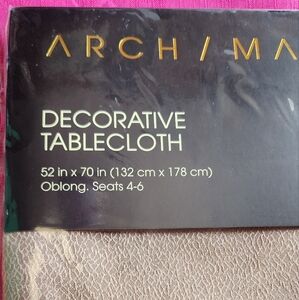 ARCH/MA
DECORATIVE
TABLECLOTH
52 in x 70 in (132 cm x 178 cm)
Oblong. Seats 4-6